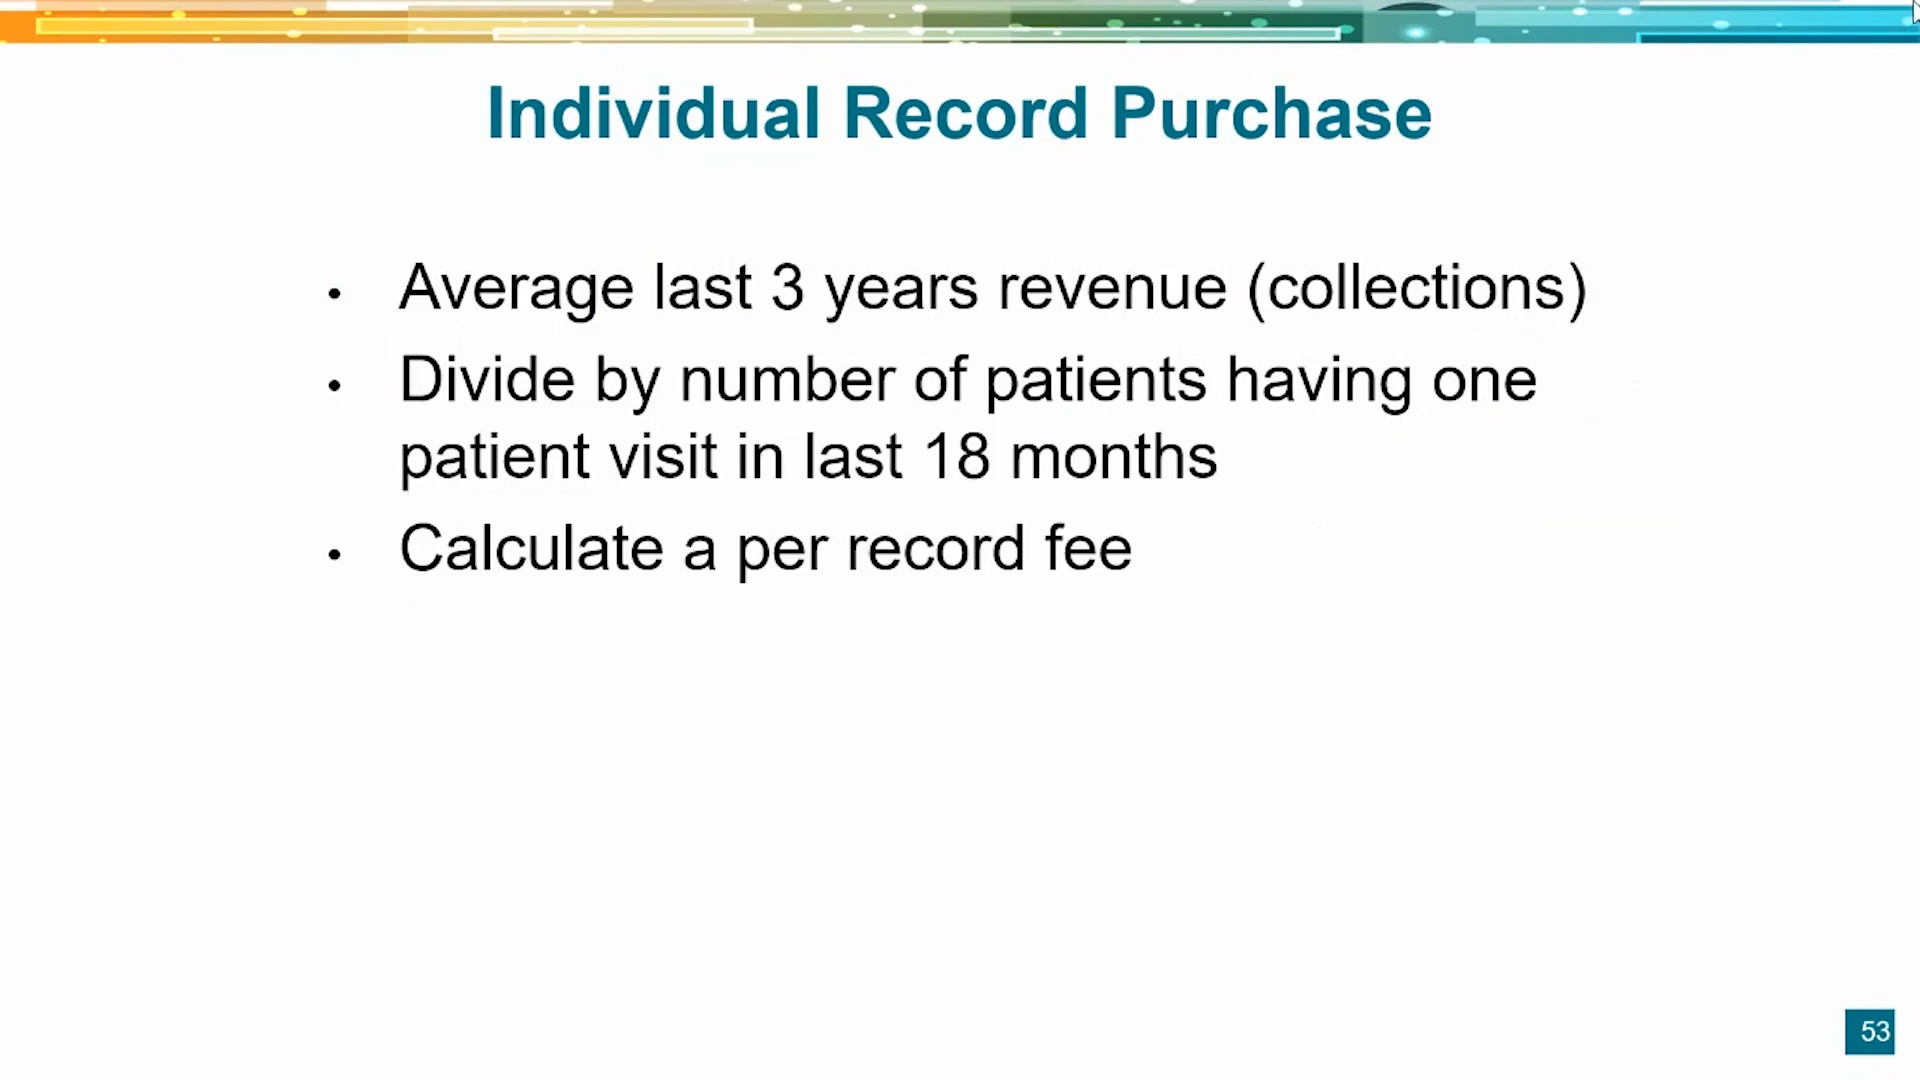 Individual Record Purchase
• Average last 3 years revenue (collections)
• Divide by number of patients having one
patient visit in last 18 months
• Calculate a per record fee
53